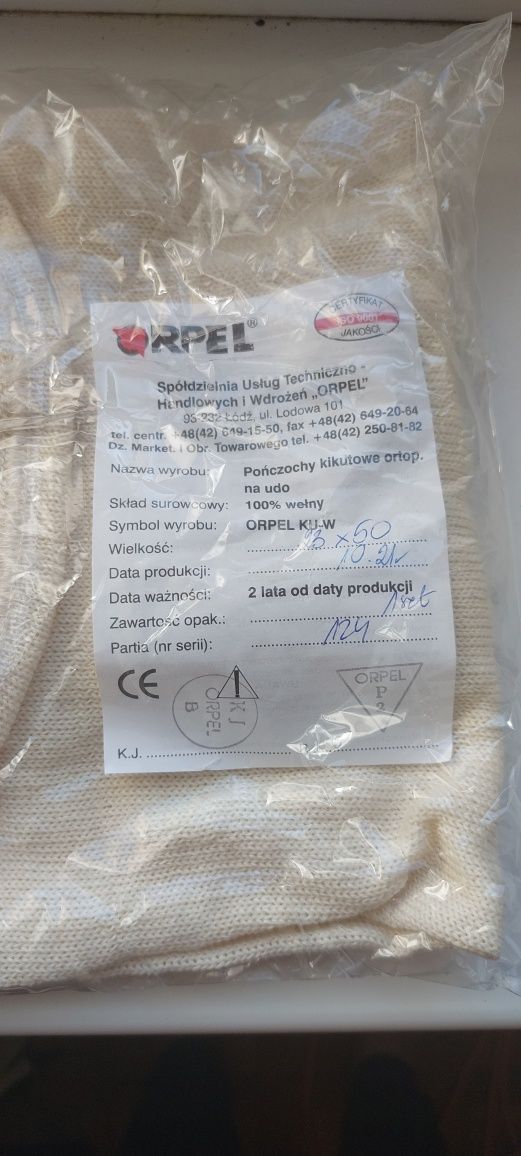 ORPEL®
CERTYFIKAT
ISO 9001
JAKOŚCI
Spółdzielnia Usług Techniczno -
Handlowych i Wdrożeń „ORPEL"
93-232 Łódź, ul. Lodowa 101
tel. centr. +48(42) 649-15-50, fax +48(42) 649-20-64
Dz. Market. i Obr. Towarowego tel. +48(42) 250-81-82
Nazwa wyrobu: Pończochy kikutowe ortop.
na udo
Skład surowcowy: 100% wełny
Symbol wyrobu: ORPEL KU-W
Wielkość: x 50
Data produkcji: 10.21r
Data ważności: 2 lata od daty produkcji
Zawartość opak.: 1szt
Partia (nr serii): 124
CE
K J
ORPEL
B
ORPEL
P
K.J.